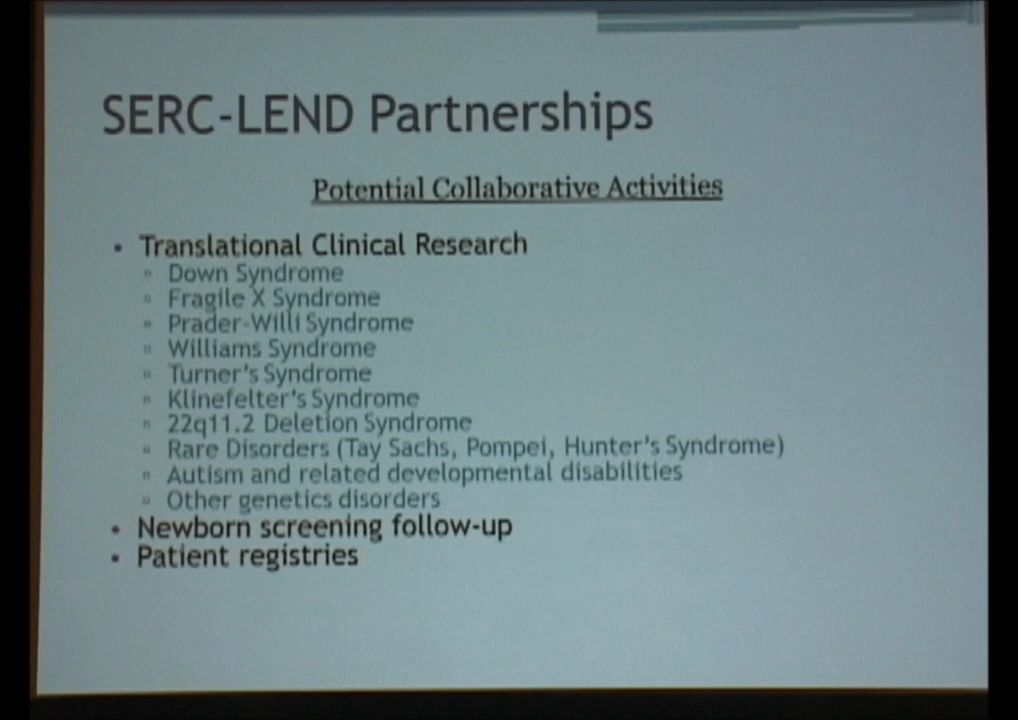 SERC-LEND Partnerships
Potential Collaborative Activities
• Translational Clinical Research
▫ Down Syndrome
▫ Fragile X Syndrome
▫ Prader-Willi Syndrome
▫ Williams Syndrome
▫ Turner's Syndrome
▫ Klinefelter's Syndrome
▫ 22q11.2 Deletion Syndrome
▫ Rare Disorders (Tay Sachs, Pompei, Hunter's Syndrome)
▫ Autism and related developmental disabilities
▫ Other genetics disorders
• Newborn screening follow-up
• Patient registries